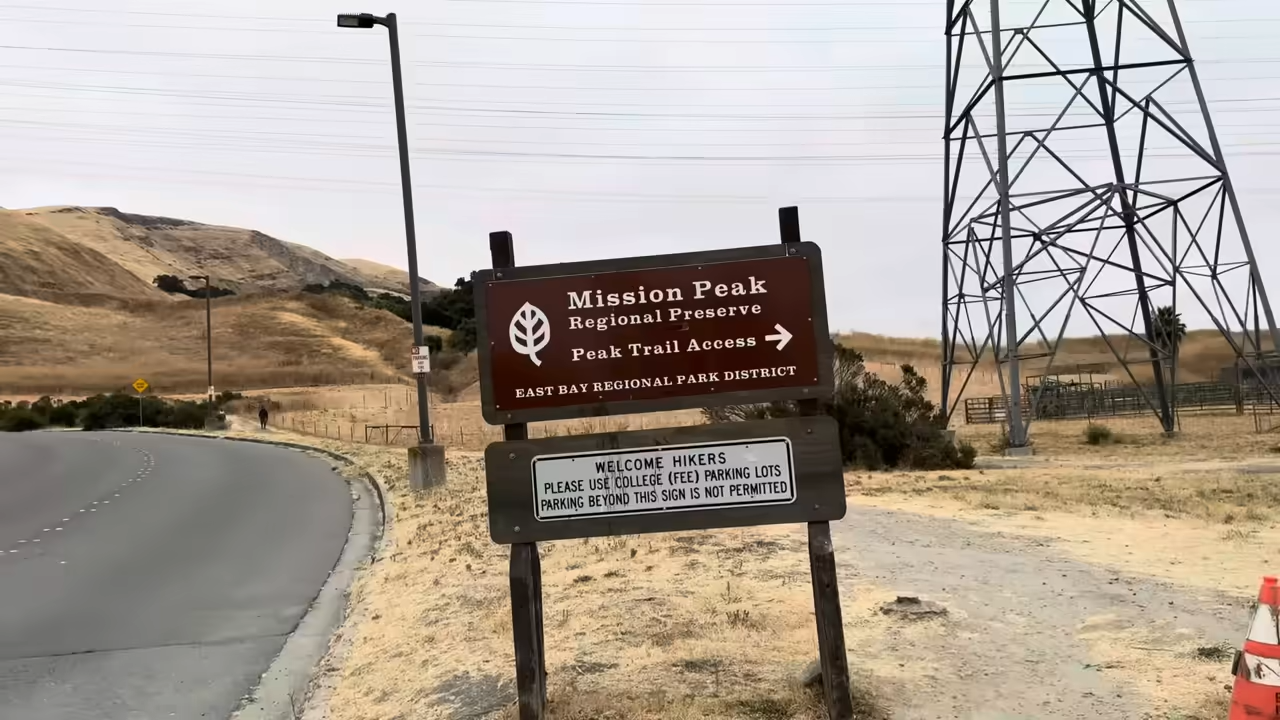 Mission Peak
Regional Preserve
Peak Trail Access →
EAST BAY REGIONAL PARK DISTRICT
WELCOME HIKERS
PLEASE USE COLLEGE (FEE) PARKING LOTS
PARKING BEYOND THIS SIGN IS NOT PERMITTED